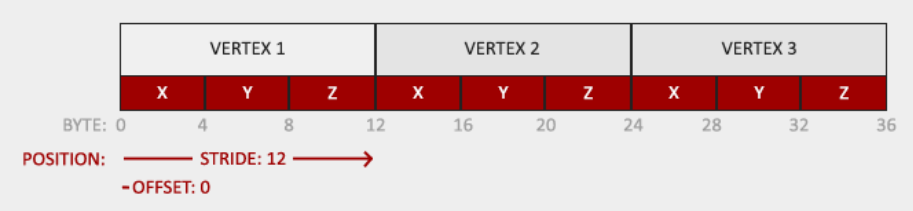 VERTEX 1 VERTEX 2 VERTEX 3
X Y Z X Y Z X Y Z
BYTE: 0 4 8 12 16 20 24 28 32 36
POSITION: STRIDE: 12
-OFFSET: 0